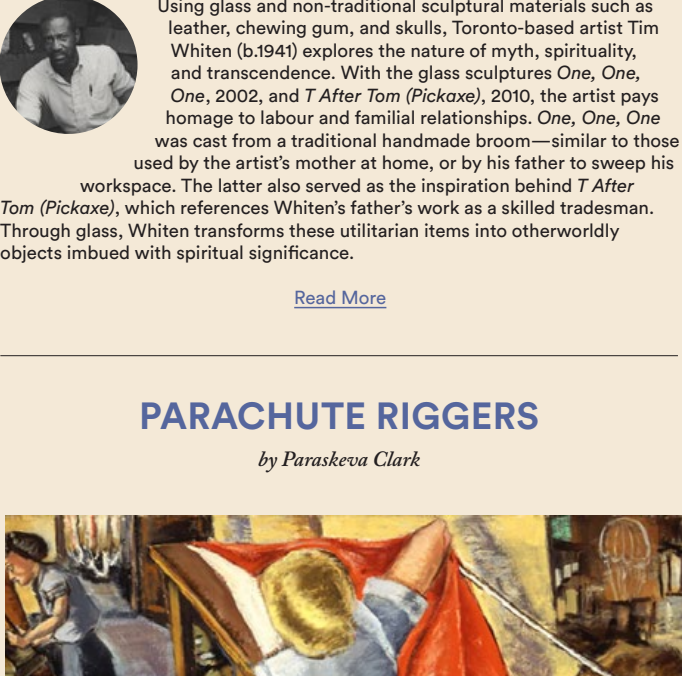 Using glass and non-traditional sculptural materials such as
leather, chewing gum, and skulls, Toronto-based artist Tim
Whiten (b.1941) explores the nature of myth, spirituality,
and transcendence. With the glass sculptures One, One,
One, 2002, and T After Tom (Pickaxe), 2010, the artist pays
homage to labour and familial relationships. One, One, One
was cast from a traditional handmade broom—similar to those
used by the artist’s mother at home, or by his father to sweep his
workspace. The latter also served as the inspiration behind T After
Tom (Pickaxe), which references Whiten’s father’s work as a skilled tradesman.
Through glass, Whiten transforms these utilitarian items into otherworldly
objects imbued with spiritual significance.
Read More
PARACHUTE RIGGERS
by Paraskeva Clark